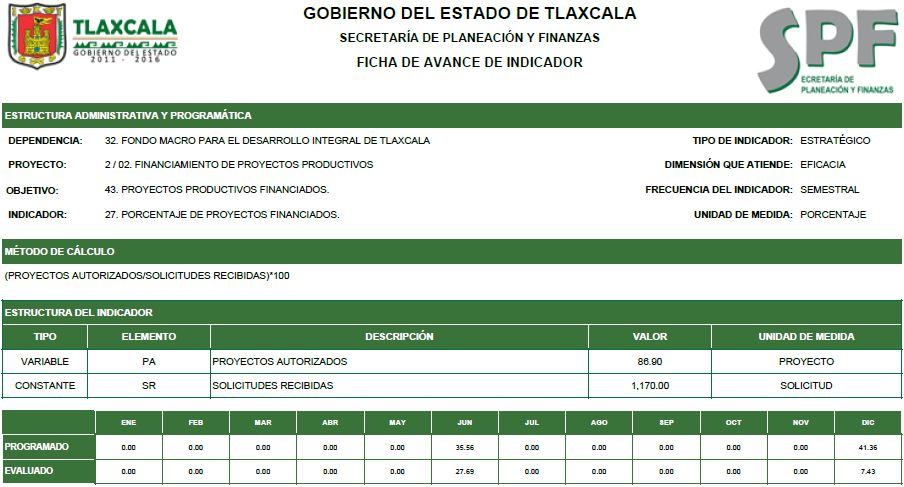 TLAXCALA
GOBIERNO DEL ESTADO
2011 - 2016
GOBIERNO DEL ESTADO DE TLAXCALA
SECRETARÍA DE PLANEACIÓN Y FINANZAS
FICHA DE AVANCE DE INDICADOR
SPF
SECRETARÍA DE
PLANEACIÓN Y FINANZAS
ESTRUCTURA ADMINISTRATIVA Y PROGRAMÁTICA
DEPENDENCIA: 32. FONDO MACRO PARA EL DESARROLLO INTEGRAL DE TLAXCALA TIPO DE INDICADOR: ESTRATÉGICO
PROYECTO: 2 / 02. FINANCIAMIENTO DE PROYECTOS PRODUCTIVOS DIMENSIÓN QUE ATIENDE: EFICACIA
OBJETIVO: 43. PROYECTOS PRODUCTIVOS FINANCIADOS. FRECUENCIA DEL INDICADOR: SEMESTRAL
INDICADOR: 27. PORCENTAJE DE PROYECTOS FINANCIADOS. UNIDAD DE MEDIDA: PORCENTAJE
MÉTODO DE CÁLCULO
(PROYECTOS AUTORIZADOS/SOLICITUDES RECIBIDAS)*100
ESTRUCTURA DEL INDICADOR
TIPO ELEMENTO DESCRIPCIÓN VALOR UNIDAD DE MEDIDA
VARIABLE PA PROYECTOS AUTORIZADOS 86.90 PROYECTO
CONSTANTE SR SOLICITUDES RECIBIDAS 1,170.00 SOLICITUD
ENE FEB MAR ABR MAY JUN JUL AGO SEP OCT NOV DIC
PROGRAMADO 0.00 0.00 0.00 0.00 0.00 35.56 0.00 0.00 0.00 0.00 0.00 41.36
EVALUADO 0.00 0.00 0.00 0.00 0.00 27.69 0.00 0.00 0.00 0.00 0.00 7.43